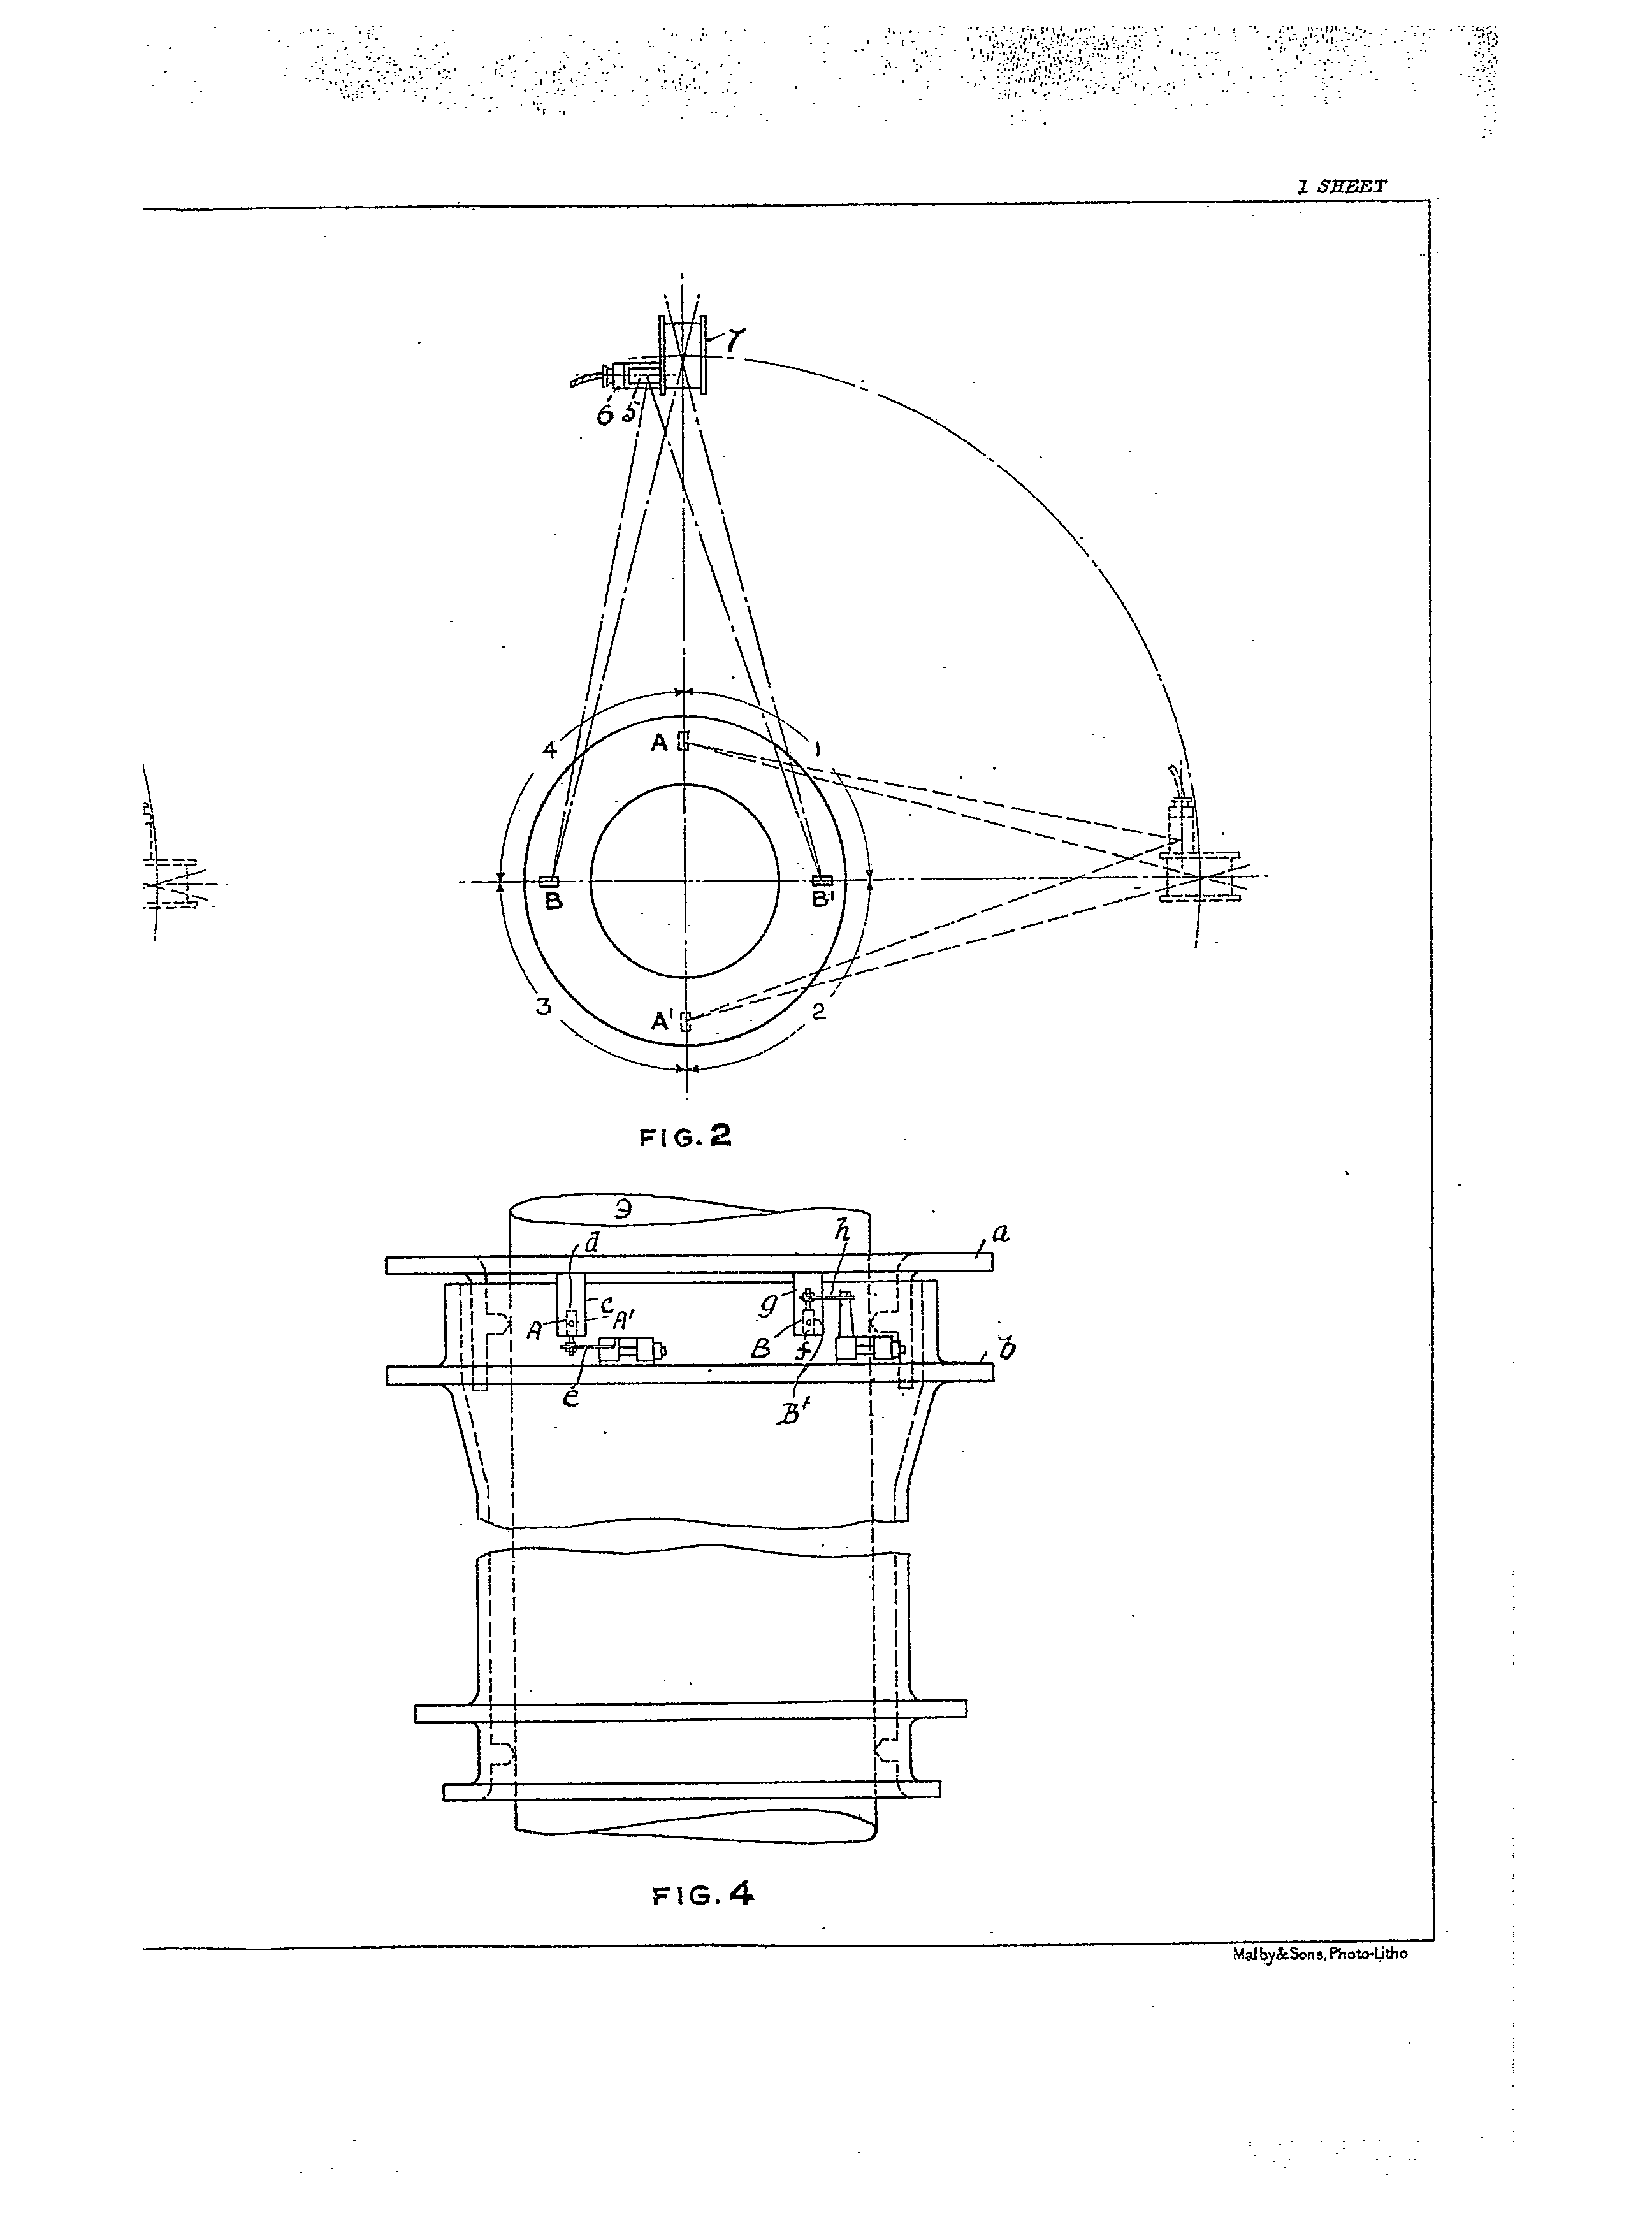 1 SHEET
7
6 5
4
A
1
B
B'
3
A'
2
FIG. 2
Э
d
h
a
g
c
A
A'
B
f
b
e
B'
FIG. 4
Malby&Sons, Photo-Litho